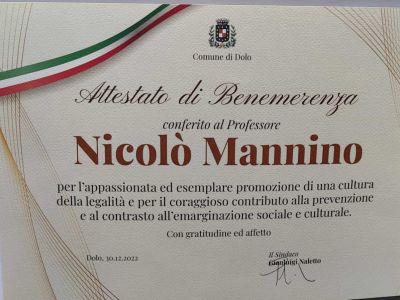 Comune di Dolo
Attestato di Benemerenza
conferito al Professore
Nicolò Mannino
per l'appassionata ed esemplare promozione di una cultura
della legalità e per il coraggioso contributo alla prevenzione
e al contrasto all'emarginazione sociale e culturale.
Con gratitudine ed affetto
Dolo, 30.12.2022
Il Sindaco
Gianluigi Naletto